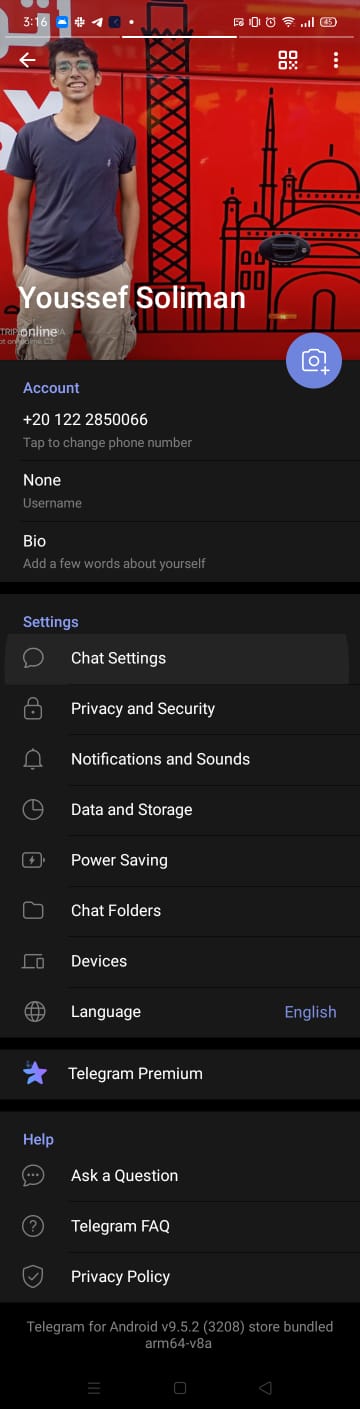 3:16
45
Youssef Soliman
online
Account
+20 122 2850066
Tap to change phone number
None
Username
Bio
Add a few words about yourself
Settings
Chat Settings
Privacy and Security
Notifications and Sounds
Data and Storage
Power Saving
Chat Folders
Devices
Language
English
Telegram Premium
Help
Ask a Question
Telegram FAQ
Privacy Policy
Telegram for Android v9.5.2 (3208) store bundled
arm64-v8a